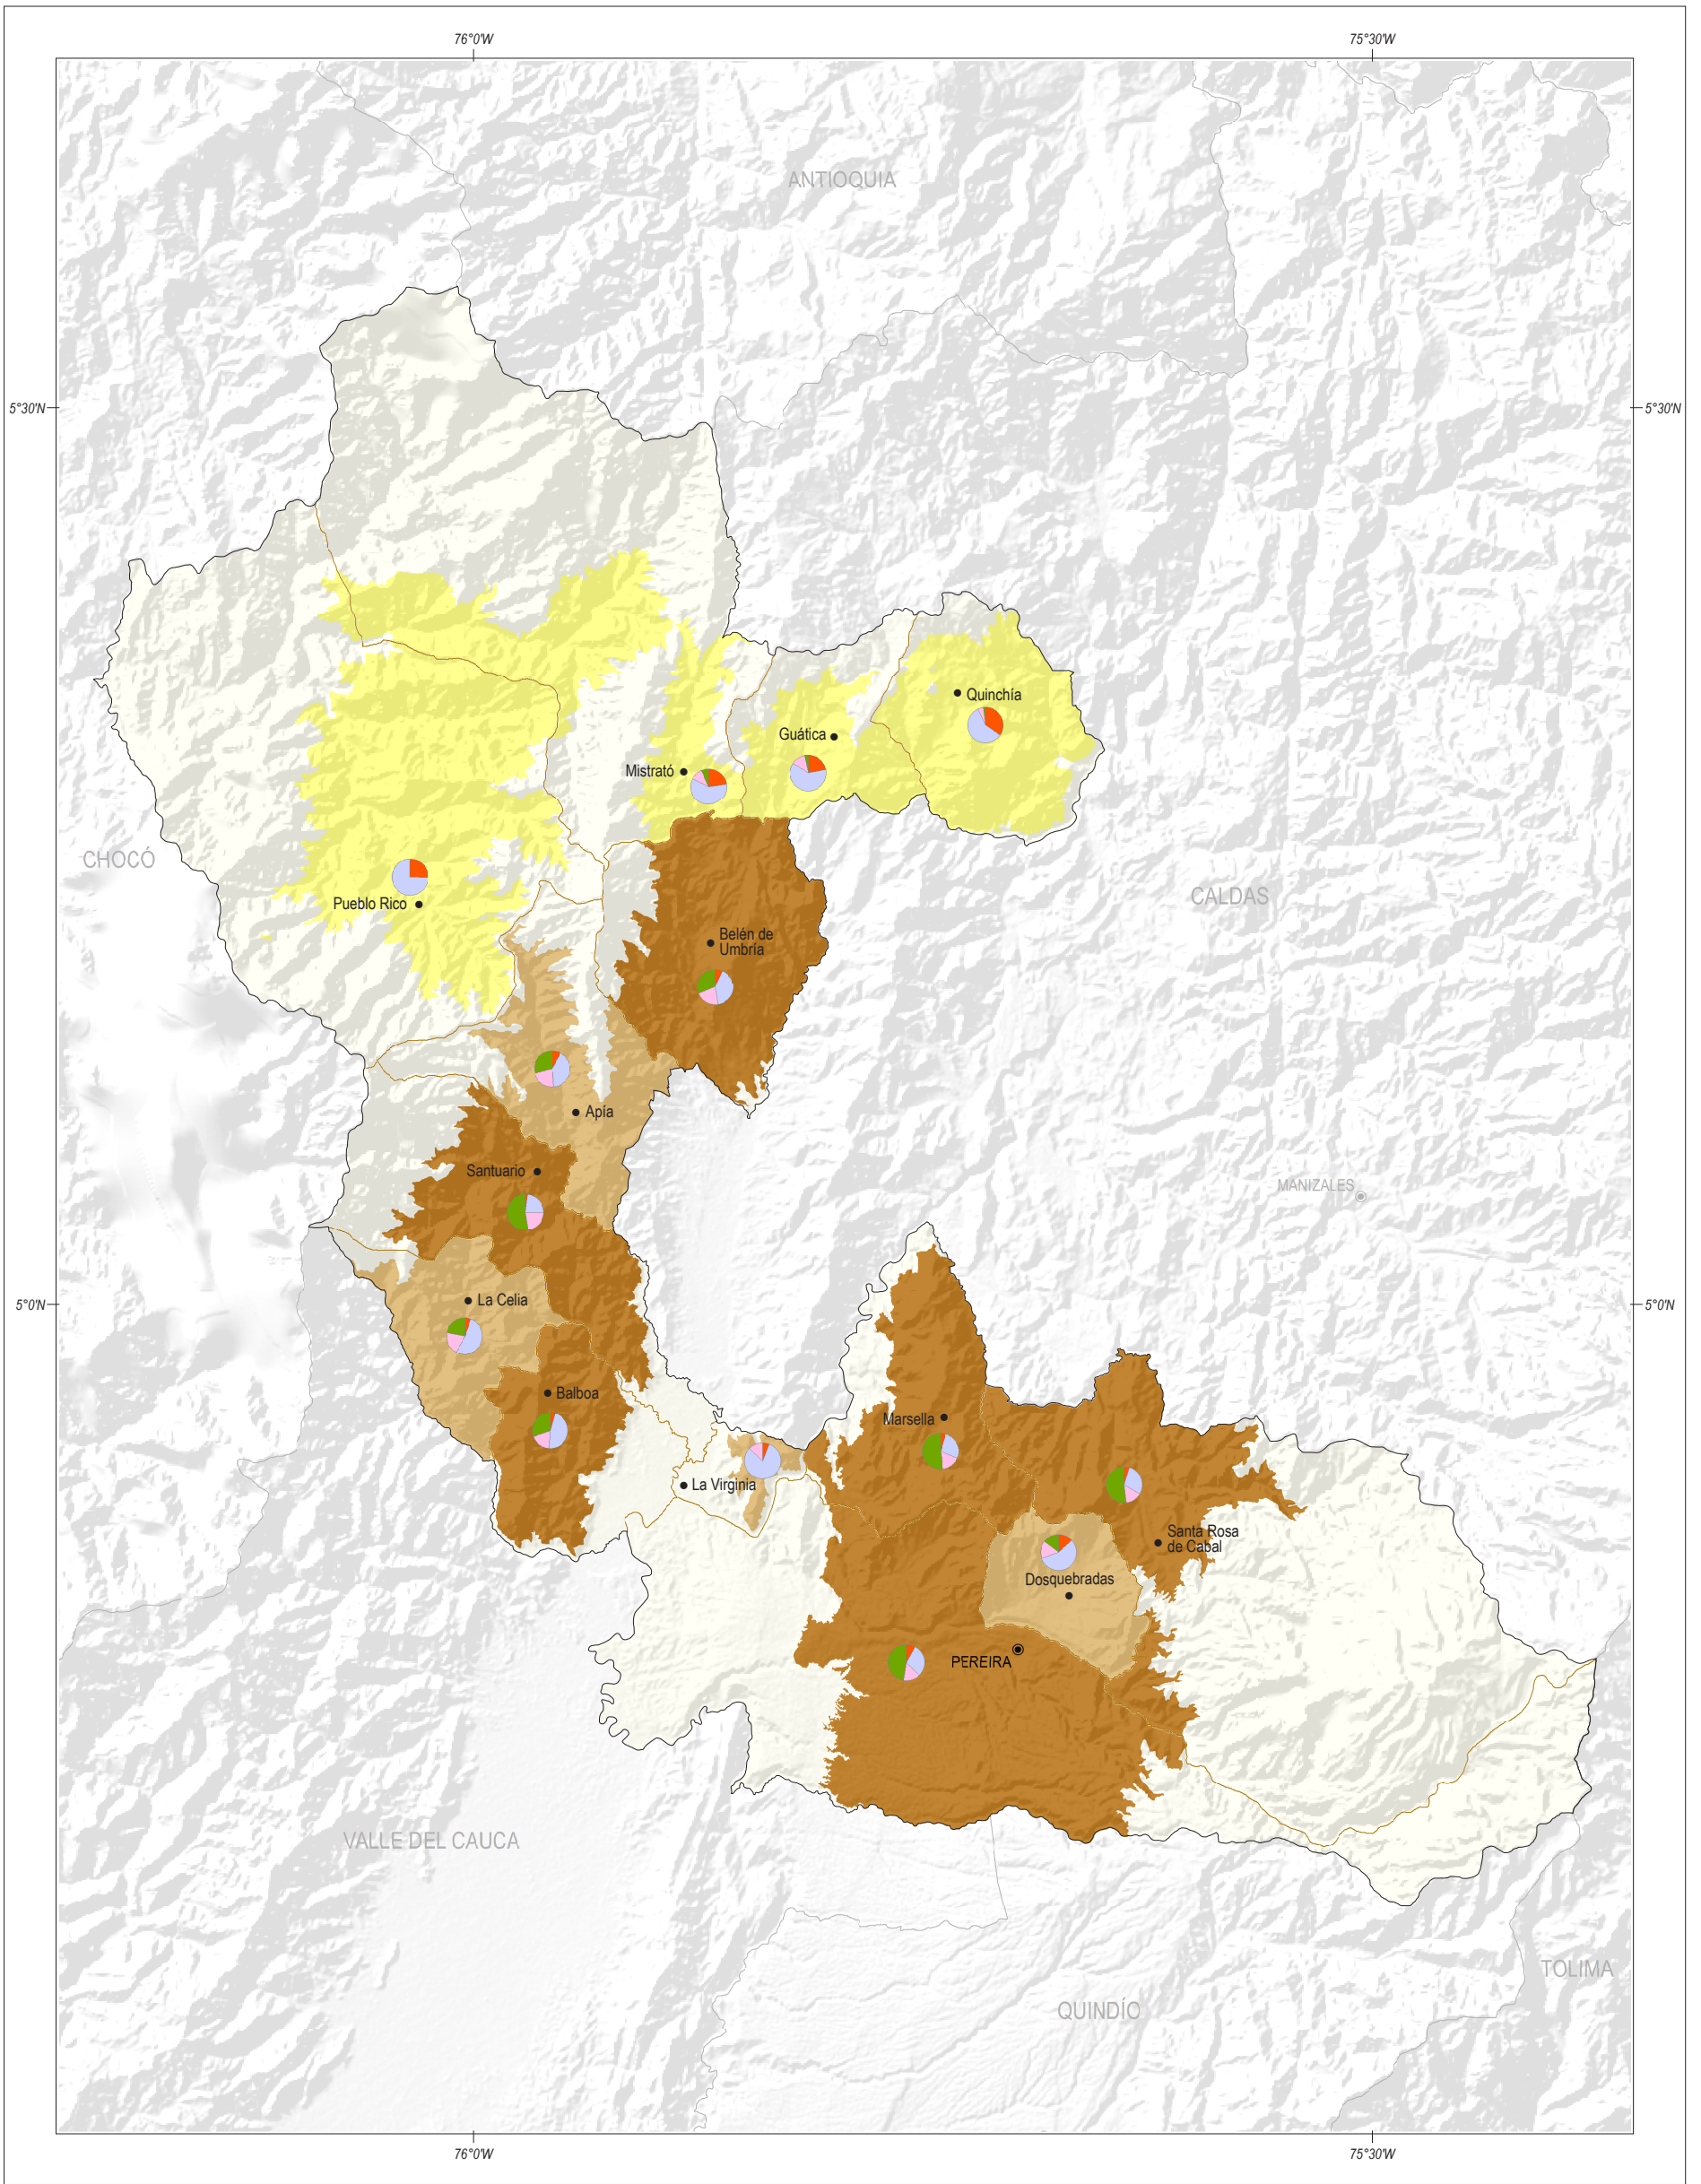 76°0'W
75°30'W
ANTIOQUIA
5°30'N
5°30'N
Quinchía
Guática
Mistrató
CHOCÓ
CALDAS
Pueblo Rico
Belén de
Umbría
Apía
Santuario
MANIZALES
La Celia
5°0'N
5°0'N
Balboa
Marsella
La Virginia
Santa Rosa
de Cabal
Dosquebradas
PEREIRA
VALLE DEL CAUCA
TOLIMA
QUINDÍO
76°0'W
75°30'W